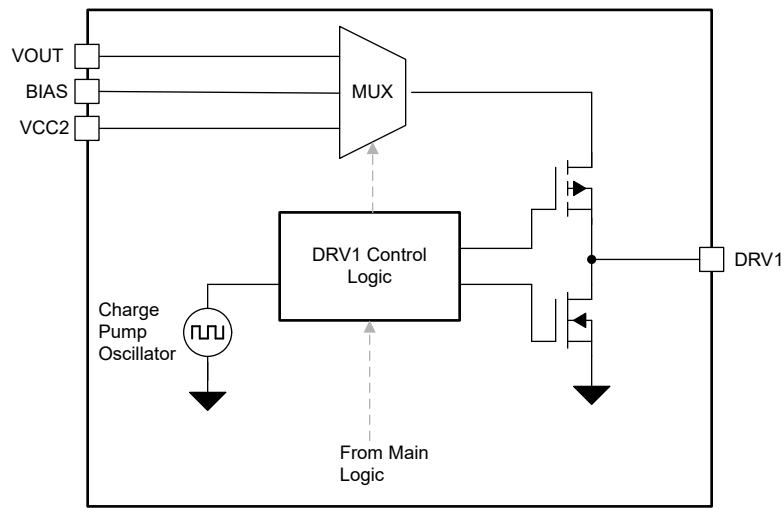 VOUT
BIAS
VCC2
MUX
DRV1 Control
Logic
DRV1
Charge
Pump
Oscillator
From Main
Logic